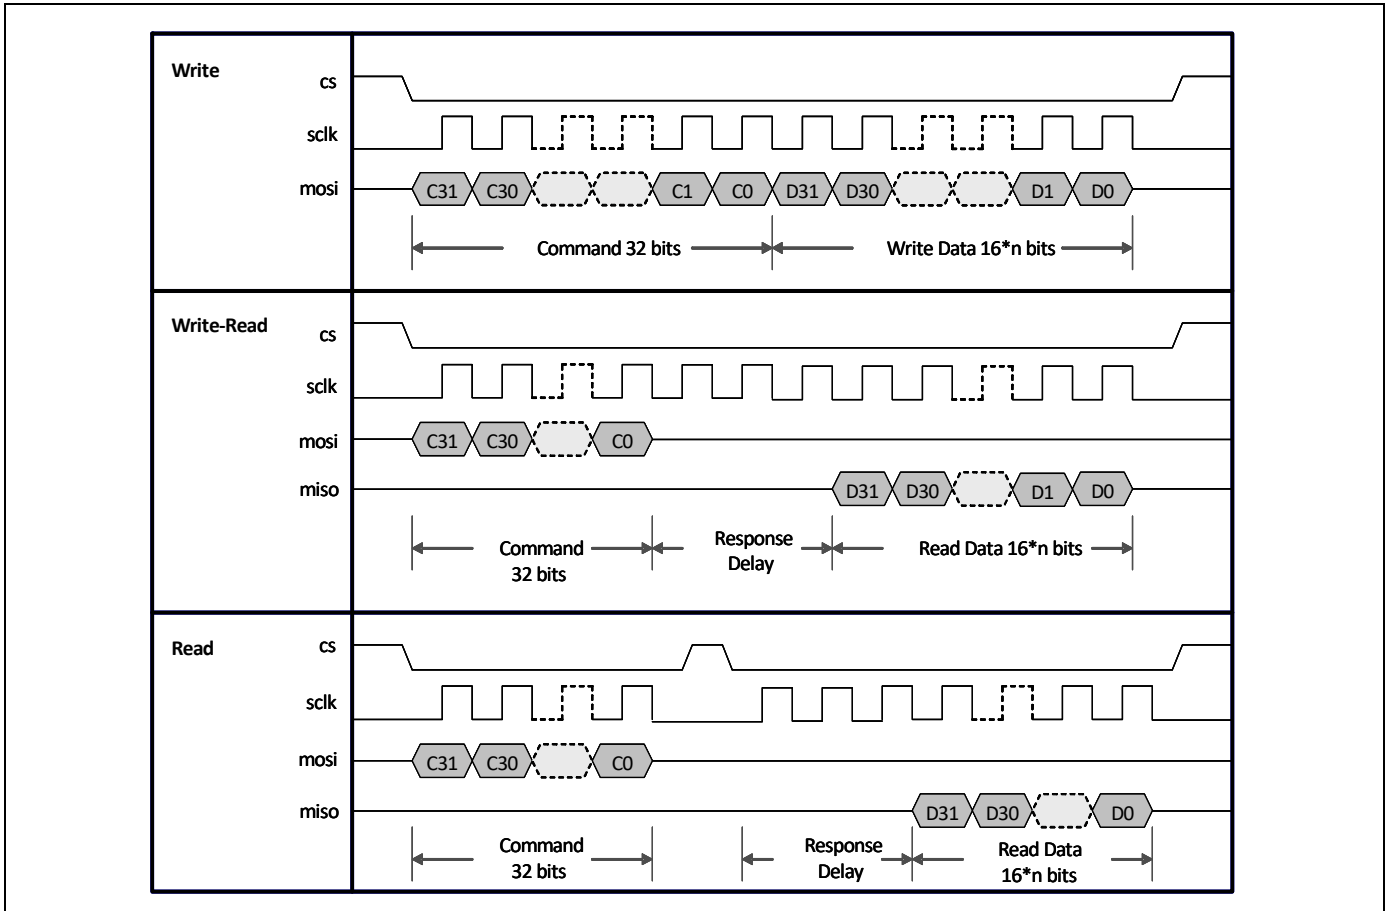 Write
cs
sclk
mosi
C31 C30 C1 C0 D31 D30 D1 D0
Command 32 bits
Write Data 16*n bits
Write-Read
cs
sclk
mosi
C31 C30 C0
miso
D31 D30 D1 D0
Command
32 bits
Response
Delay
Read Data 16*n bits
Read
cs
sclk
mosi
C31 C30 C0
miso
D31 D30 D0
Command
32 bits
Response
Delay
Read Data
16*n bits